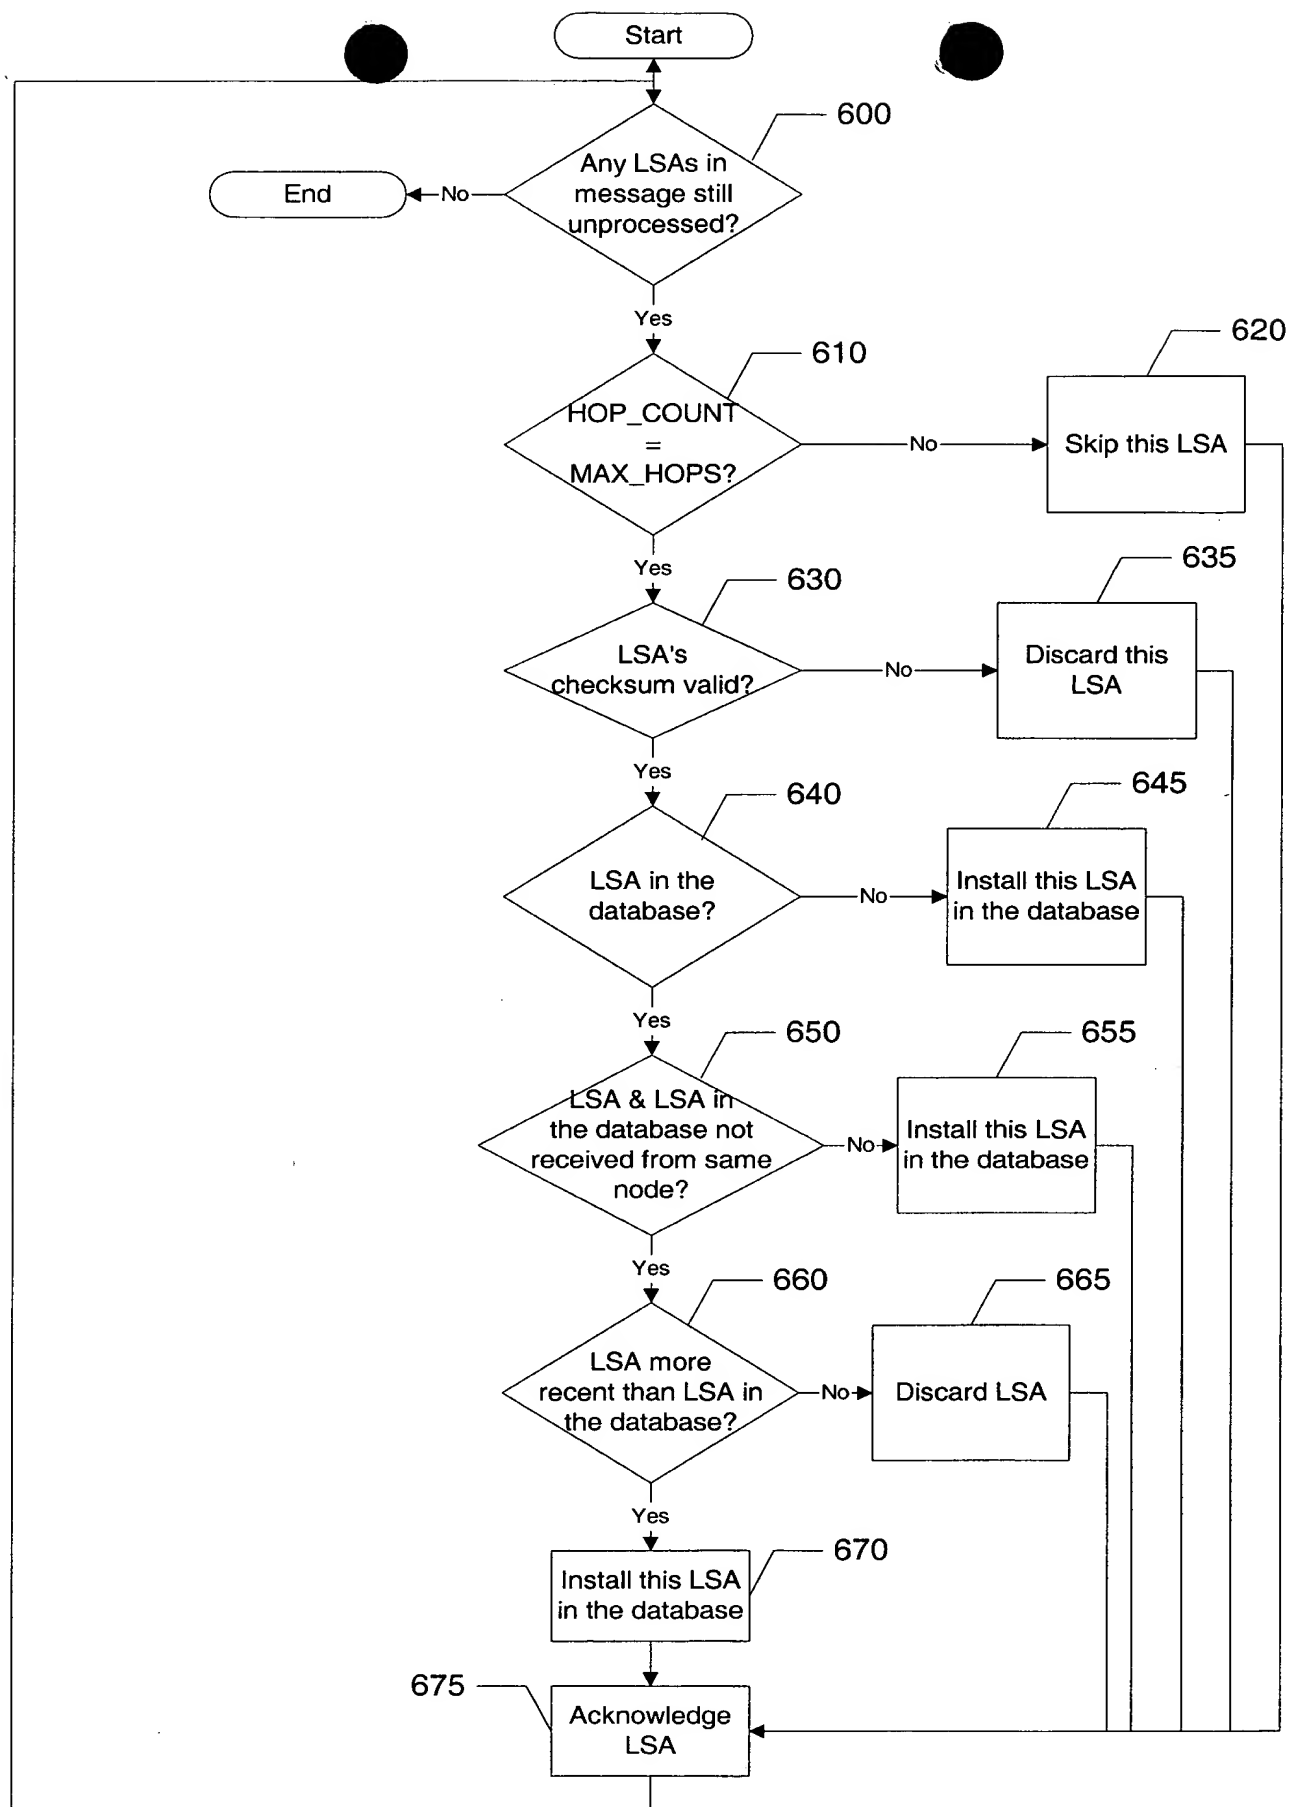 Start
600
Any LSAs in
message still
unprocessed?
No
End
Yes
610
HOP_COUNT
=
MAX_HOPS?
No
620
Skip this LSA
Yes
630
LSA's
checksum valid?
No
635
Discard this
LSA
Yes
640
LSA in the
database?
No
645
Install this LSA
in the database
Yes
650
LSA & LSA in
the database not
received from same
node?
No
655
Install this LSA
in the database
Yes
660
LSA more
recent than LSA in
the database?
No
665
Discard LSA
Yes
670
Install this LSA
in the database
675
Acknowledge
LSA